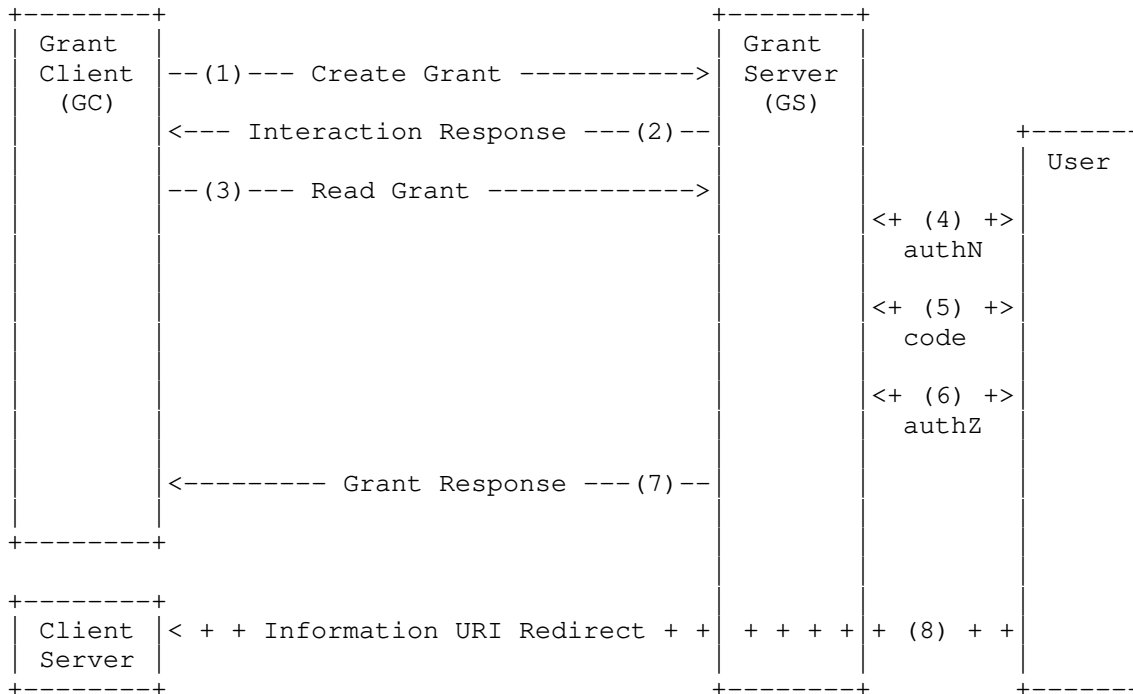 +--------+                                  +--------+
| Grant  |                                  | Grant  |
| Client |--(1)--- Create Grant ----------->| Server |
|  (GC)  |                                  |  (GS)  |
|        |<--- Interaction Response ---(2)--|        |         +-------
|        |                                  |        |         | User
|        |--(3)--- Read Grant ------------->|        |         |
|        |                                  |        |<+ (4) +>|
|        |                                  |        |  authN  |
|        |                                  |        |         |
|        |                                  |        |<+ (5) +>|
|        |                                  |        |  code   |
|        |                                  |        |         |
|        |                                  |        |<+ (6) +>|
|        |                                  |        |  authZ  |
|        |                                  |        |         |
|        |<--------- Grant Response ---(7)--|        |         |
|        |                                  |        |         |
+--------+                                  |        |         |
                                            |        |         |
+--------+                                  |        |         |
| Client |< + + Information URI Redirect + +| + + + +|+ (8) + +|
| Server |                                  |        |         |
+--------+                                  +--------+         +-------